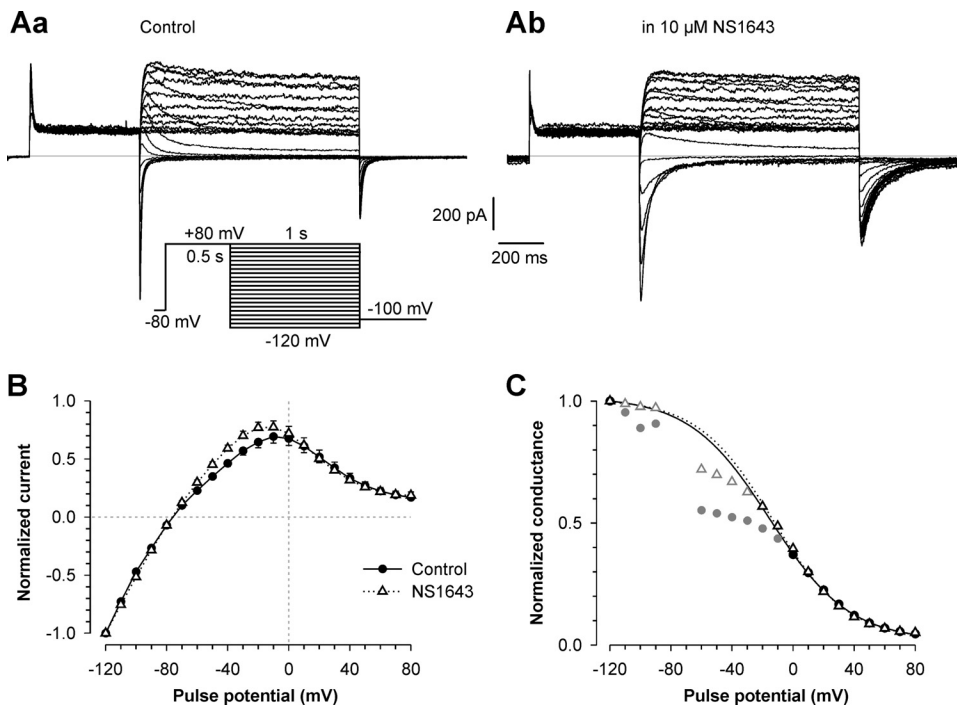 Aa
Control
Ab
in 10 µM NS1643
200 pA
200 ms
+80 mV
1 s
0.5 s
-80 mV
-100 mV
-120 mV
B
1.0
0.5
0.0
-0.5
-1.0
Normalized current
Control
NS1643
-120
-80
-40
0
40
80
Pulse potential (mV)
C
1.0
0.5
0.0
Normalized conductance
-120
-80
-40
0
40
80
Pulse potential (mV)